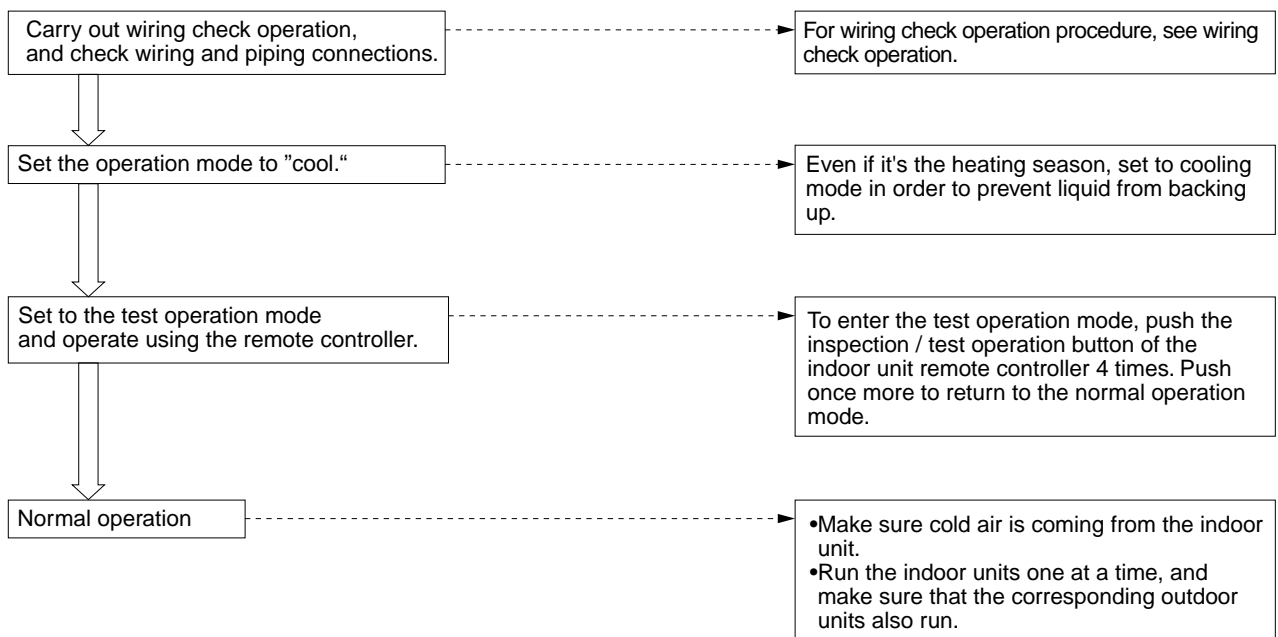 Carry out wiring check operation,
and check wiring and piping connections.
For wiring check operation procedure, see wiring
check operation.
Set the operation mode to ”cool.“
Even if it's the heating season, set to cooling
mode in order to prevent liquid from backing
up.
Set to the test operation mode
and operate using the remote controller.
To enter the test operation mode, push the
inspection / test operation button of the
indoor unit remote controller 4 times. Push
once more to return to the normal operation
mode.
Normal operation
•Make sure cold air is coming from the indoor
unit.
•Run the indoor units one at a time, and
make sure that the corresponding outdoor
units also run.